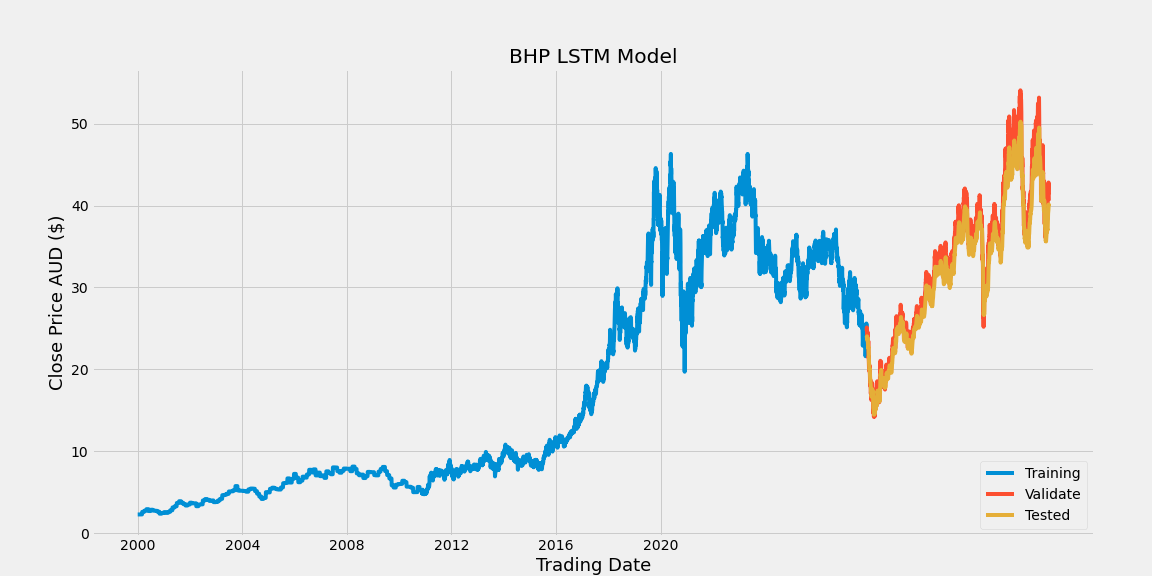 BHP LSTM Model
Close Price AUD ($)
50
40
30
20
10
0
2000 2004 2008 2012 2016 2020
Trading Date
Training
Validate
Tested